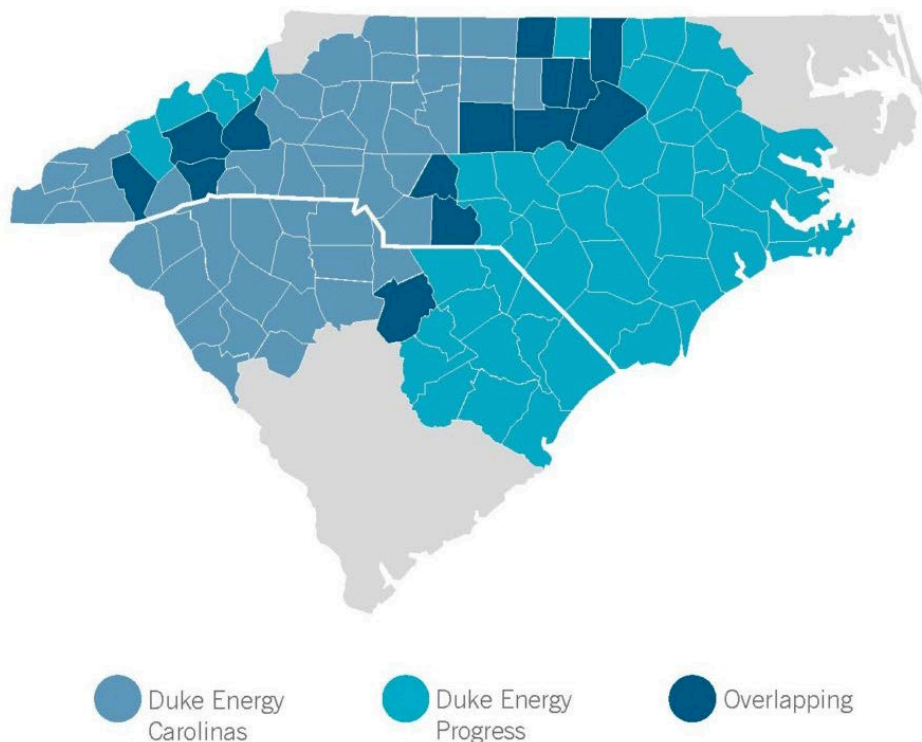 Duke Energy
Carolinas
Duke Energy
Progress
Overlapping